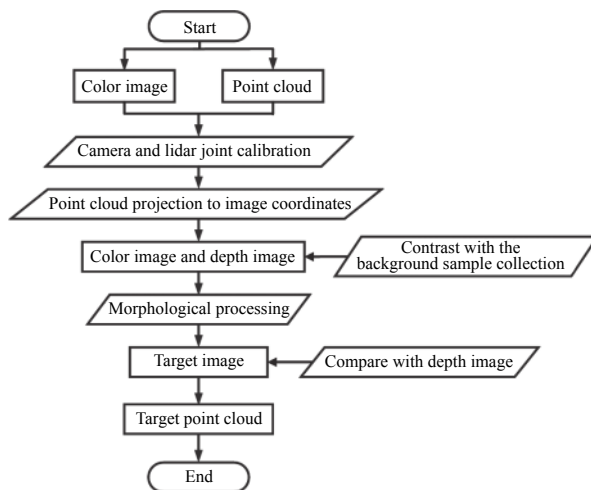 Start
Color image
Point cloud
Camera and lidar joint calibration
Point cloud projection to image coordinates
Color image and depth image
Contrast with the
background sample collection
Morphological processing
Target image
Compare with depth image
Target point cloud
End